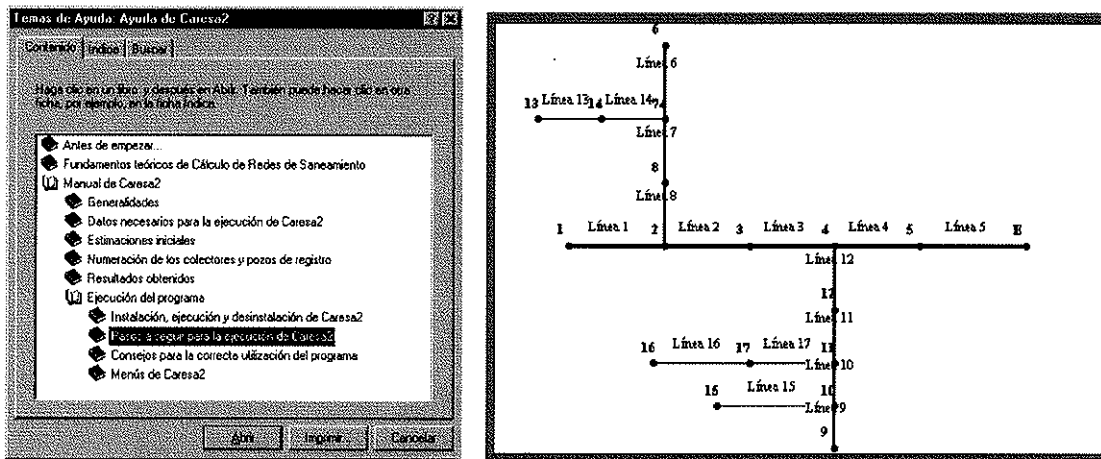 Temas de Ayuda: Ayuda de Caresa2
Contenido Indice Buscar
Haga clic en un libro y después en Abrir. También puede hacer clic en otra
ficha, por ejemplo, en la ficha Indice.
Antes de empezar...
Fundamentos teóricos de Cálculo de Redes de Saneamiento
Manual de Caresa2
Generalidades
Datos necesarios para la ejecución de Caresa2
Estimaciones iniciales
Numeración de los colectores y pozos de registro
Resultados obtenidos
Ejecución del programa
Instalación, ejecución y desinstalación de Caresa2
Pasos a seguir para la ejecución de Caresa2
Consejos para la correcta utilización del programa
Menús de Caresa2
Abrir Imprimir... Cancelar
6
Línea 6
13 Línea 13 14 Línea 14 7
Línea 7
8
Línea 8
1 Línea 1 2 Línea 2 3 Línea 3 4 Línea 4 5 Línea 5 E
Línea 12
12
Línea 11
16 Línea 16 17 Línea 17 11
Línea 10
15 Línea 15 10
Línea 9
9